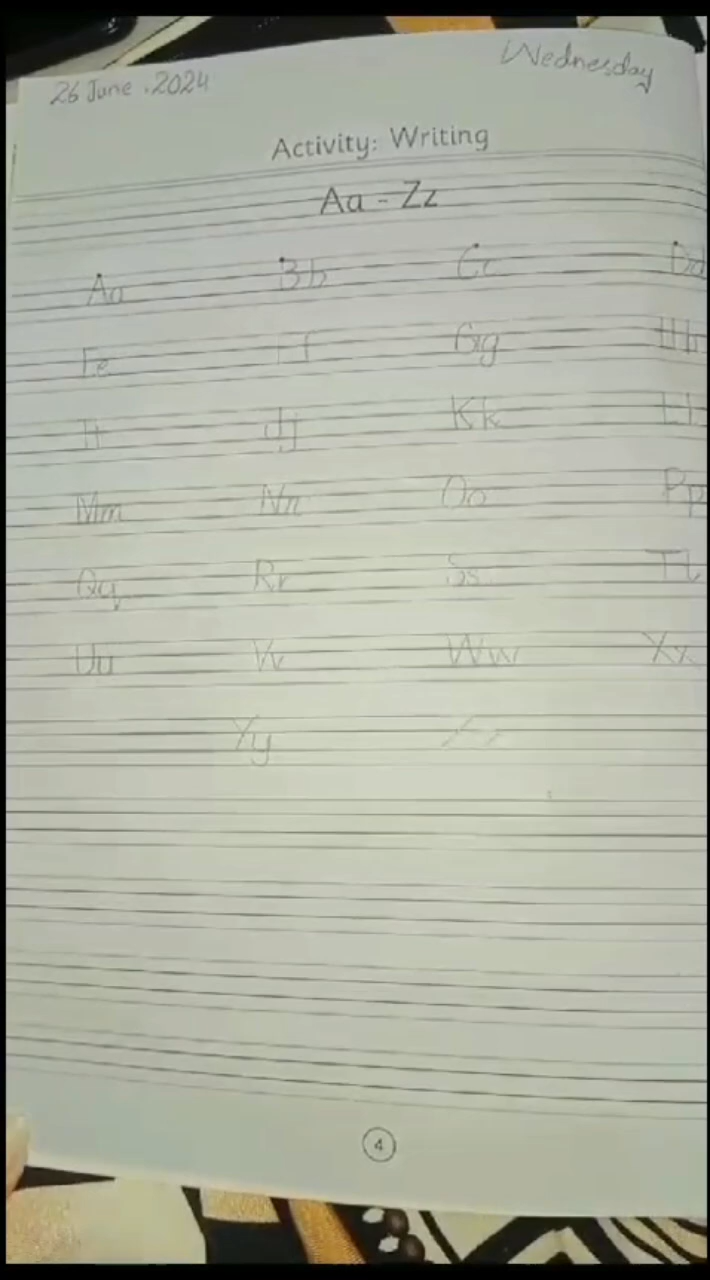 26 June .2024 Wednesday
Activity: Writing
Aa - Zz
Aa Bb Cc Dd
Ee Ff Gg Hh
Ii Jj Kk Ll
Mm Nn Oo Pp
Qq Rr Ss Tt
Uu Vv Ww Xx
Yy Zz
4